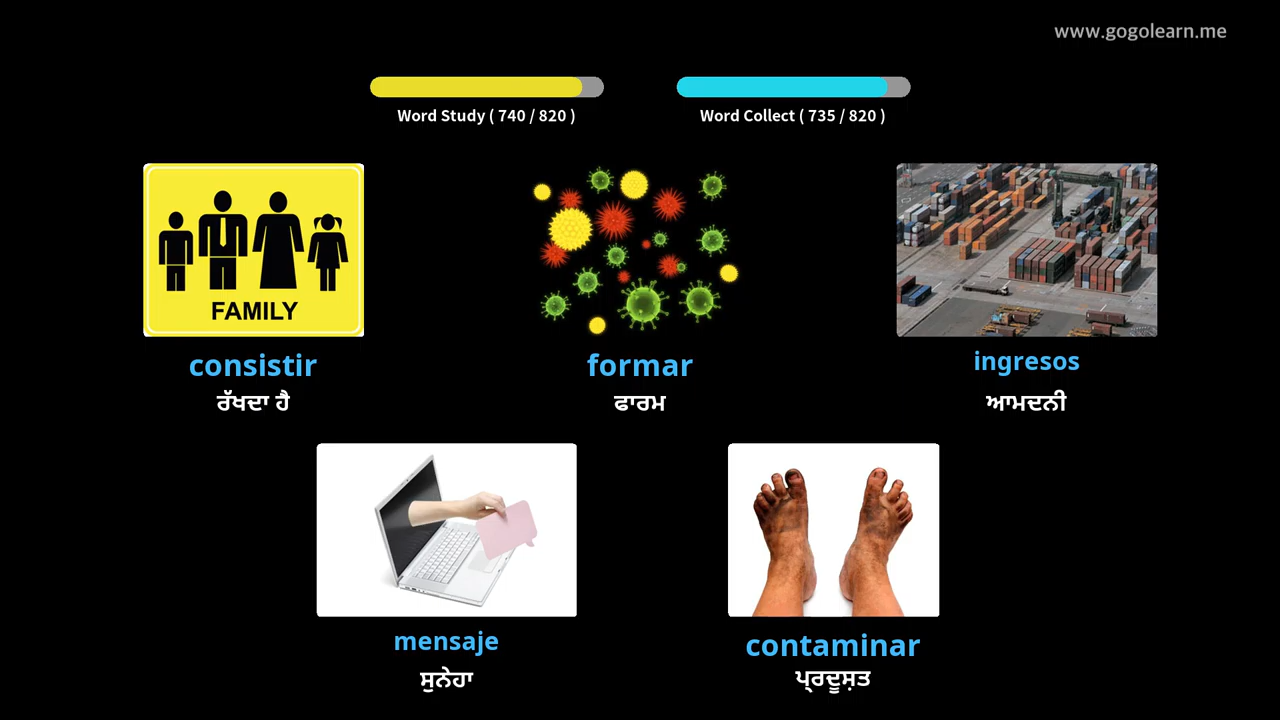 www.gogolearn.me
Word Study ( 740 / 820 )
Word Collect ( 735 / 820 )
FAMILY
consistir
ਰੱਖਦਾ ਹੈ
formar
ਫਾਰਮ
ingresos
ਆਮਦਨੀ
mensaje
ਸੁਨੇਹਾ
contaminar
ਪ੍ਰਦੂਸ਼ਤ